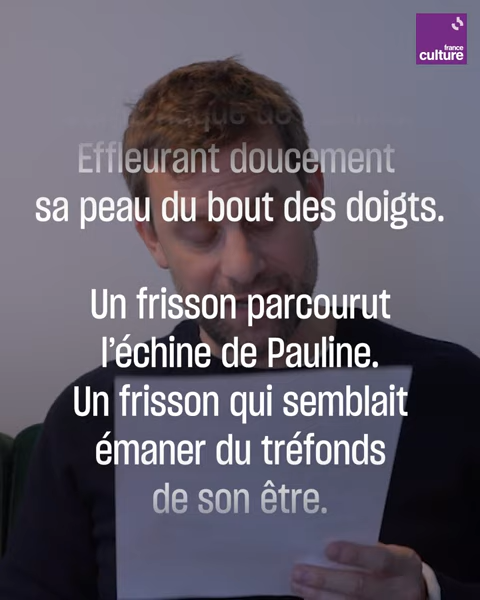 france
culture
Effleurant doucement
sa peau du bout des doigts.
Un frisson parcourut
l'échine de Pauline.
Un frisson qui semblait
émaner du tréfonds
de son être.